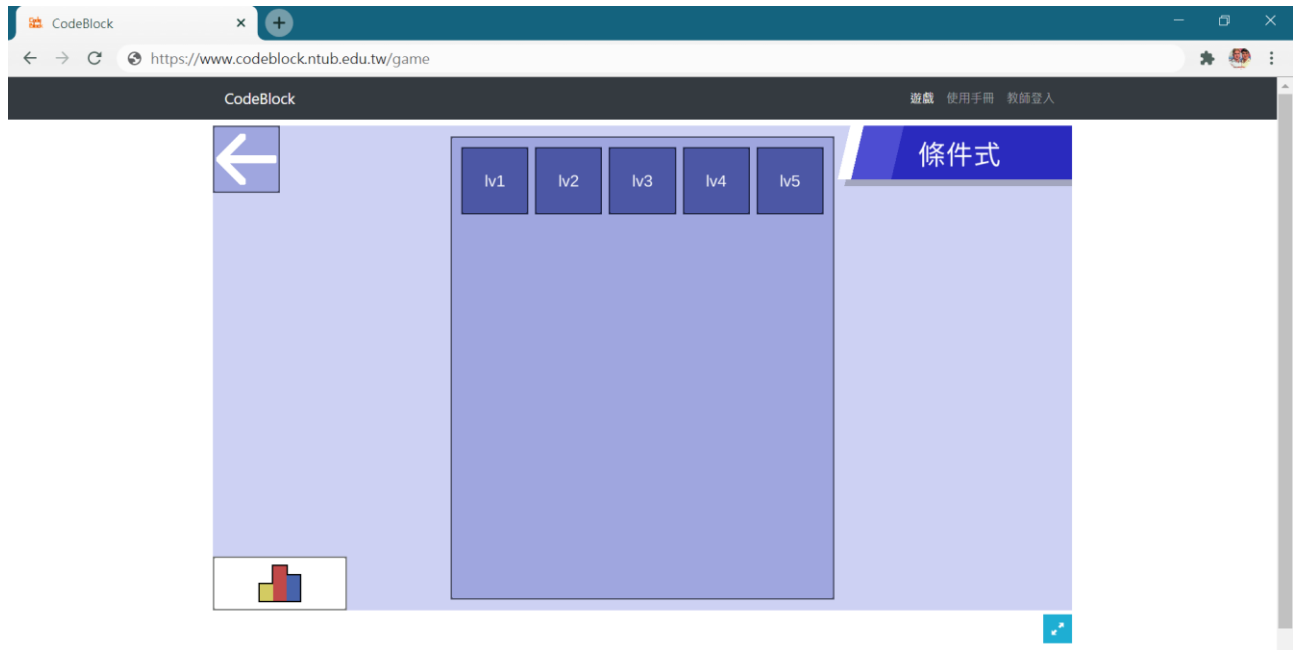 CodeBlock
https://www.codeblock.ntub.edu.tw/game
CodeBlock 遊戲 使用手冊 教師登入
條件式
lv1 lv2 lv3 lv4 lv5